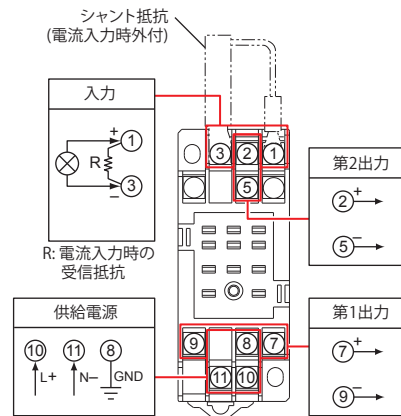 シャント抵抗
(電流入力時外付)
入力
+
①
R
③
−
R: 電流入力時の
受信抵抗
③ ② ①
⑤
第2出力
②+
⑤−
供給電源
⑩ ⑪ ⑧
L+ N− GND
⑨ ⑧ ⑦
⑪ ⑩
第1出力
⑦+
⑨−